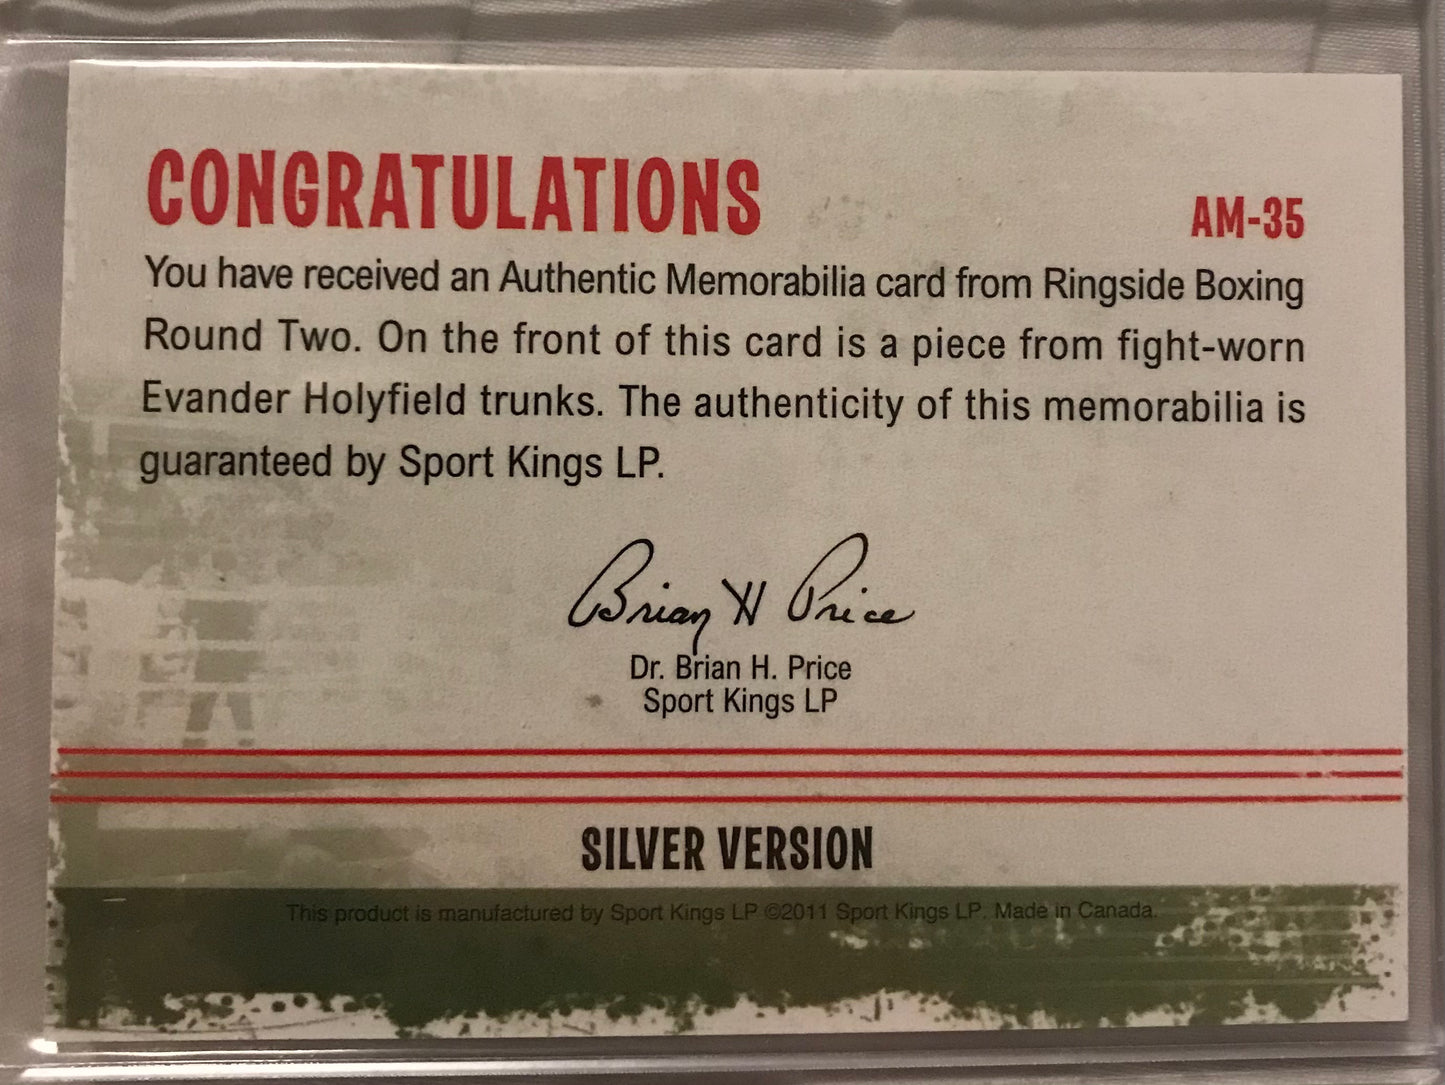 CONGRATULATIONS
AM-35
You have received an Authentic Memorabilia card from Ringside Boxing
Round Two. On the front of this card is a piece from fight-worn
Evander Holyfield trunks. The authenticity of this memorabilia is
guaranteed by Sport Kings LP.
Brian H Price
Dr. Brian H. Price
Sport Kings LP
SILVER VERSION
This product is manufactured by Sport Kings LP ©2011 Sport Kings LP. Made in Canada.